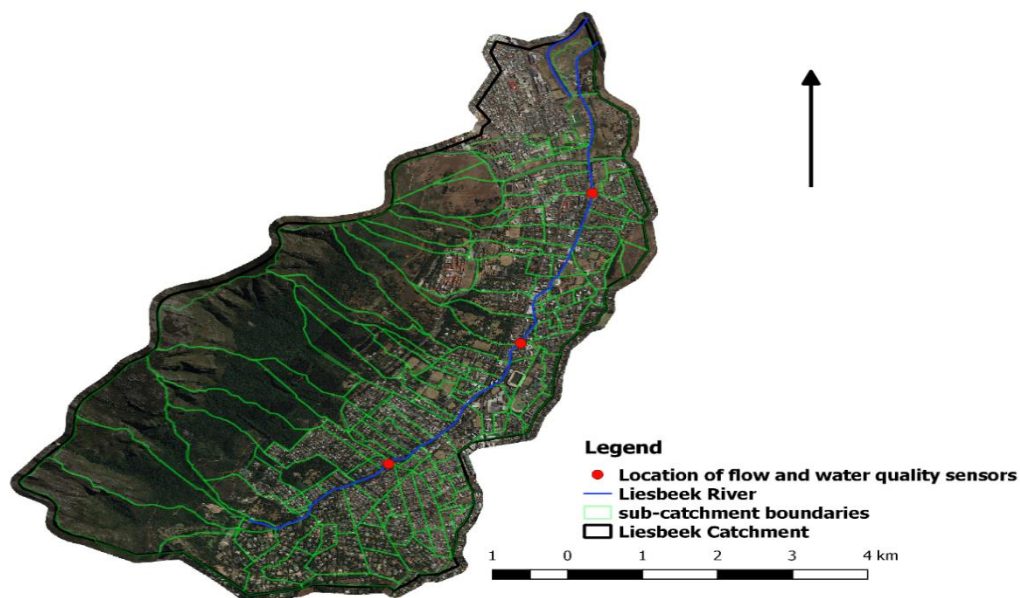 Legend
Location of flow and water quality sensors
Liesbeek River
sub-catchment boundaries
Liesbeek Catchment
1 0 1 2 3 4 km